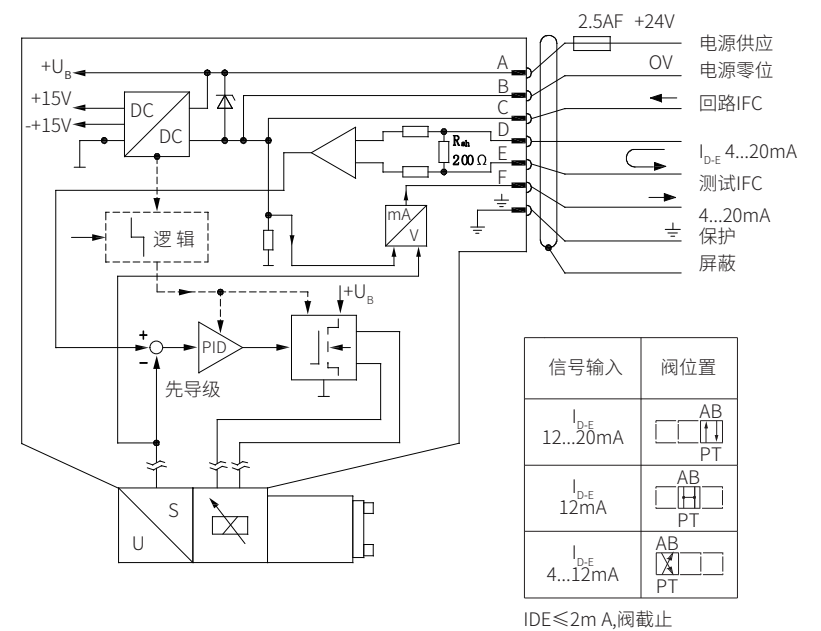 2.5AF +24V
电源供应
+U_B
A
OV
电源零位
B
+15V
DC
C
回路IFC
-+15V
DC
D
R_sh
200Ω
I_D-E 4...20mA
E
测试IFC
F
mA
V
4...20mA
保护
逻辑
屏蔽
+U_B
+
-
PID
先导级
S
U
信号输入
阀位置
I_D-E
12...20mA
AB
PT
I_D-E
12mA
AB
PT
I_D-E
4...12mA
AB
PT
IDE≤2m A,阀截止